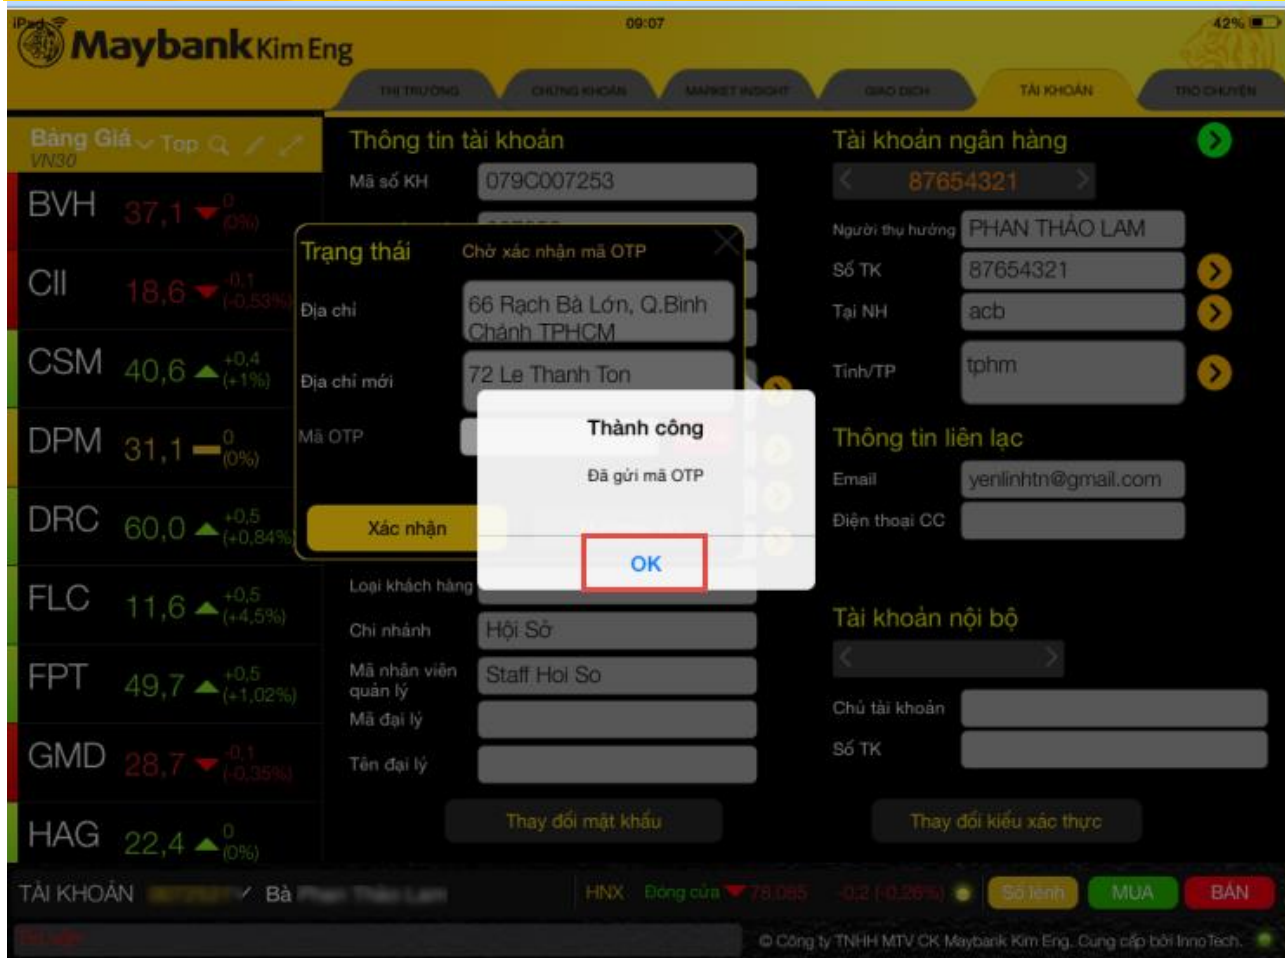 iPad 09:07 42%
Maybank Kim Eng
THỊ TRƯỜNG CHỨNG KHOÁN MARKET INSIGHT GIAO DỊCH TÀI KHOẢN TRÒ CHUYỆN
Bảng Giá Top
VN30
BVH 37,1 0 (0%)
CII 18,6 -0,1 (-0,53%)
CSM 40,6 +0,4 (+1%)
DPM 31,1 0 (0%)
DRC 60,0 +0,5 (+0,84%)
FLC 11,6 +0,5 (+4,5%)
FPT 49,7 +0,5 (+1,02%)
GMD 28,7 -0,1 (-0,35%)
HAG 22,4 0 (0%)
Thông tin tài khoản
Mã số KH 079C007253
Trạng thái Chờ xác nhận mã OTP
Địa chỉ 66 Rạch Bà Lớn, Q.Bình
Chánh TPHCM
Địa chỉ mới 72 Le Thanh Ton
Mã OTP
Xác nhận
Thành công
Đã gửi mã OTP
OK
Loại khách hàng
Chi nhánh Hội Sở
Mã nhân viên
quản lý
Staff Hoi So
Mã đại lý
Tên đại lý
Thay đổi mật khẩu
Tài khoản ngân hàng
87654321
Người thụ hưởng PHAN THẢO LAM
Số TK 87654321
Tại NH acb
Tỉnh/TP tphm
Thông tin liên lạc
Email yenlinhtn@gmail.com
Điện thoại CC
Tài khoản nội bộ
Chủ tài khoản
Số TK
Thay đổi kiểu xác thực
TÀI KHOẢN Bà HNX Đóng cửa 78,085 -0,2 (-0,26%) Sổ lệnh MUA BÁN
© Công ty TNHH MTV CK Maybank Kim Eng. Cung cấp bởi InnoTech.